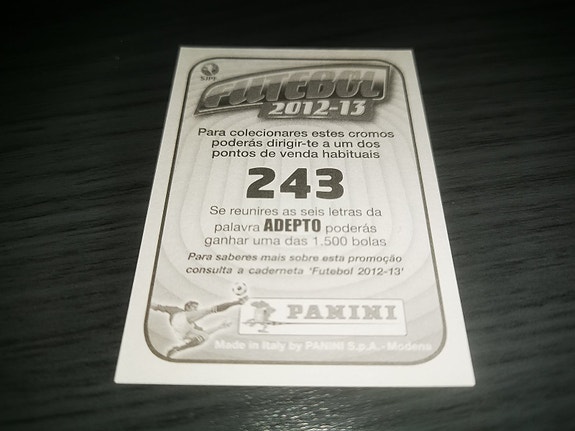 SJPF
FUTEBOL
2012-13
Para colecionares estes cromos
poderás dirigir-te a um dos
pontos de venda habituais
243
Se reunires as seis letras da
palavra ADEPTO poderás
ganhar uma das 1.500 bolas
Para saberes mais sobre esta promoção
consulta a caderneta 'Futebol 2012-13'
PANINI
Made in Italy by PANINI S.p.A. - Modena